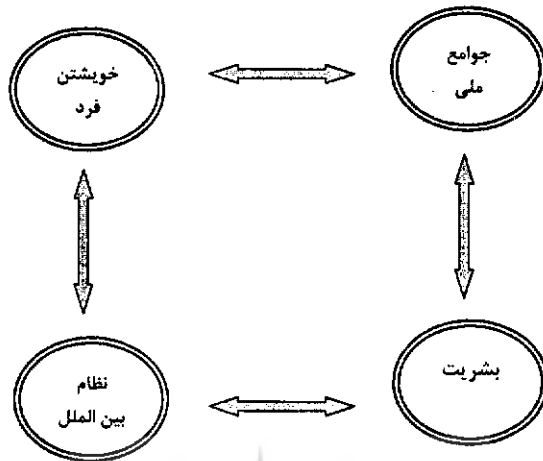 جوامع
ملی
خویشتن
فرد
بشریت
نظام
بین الملل